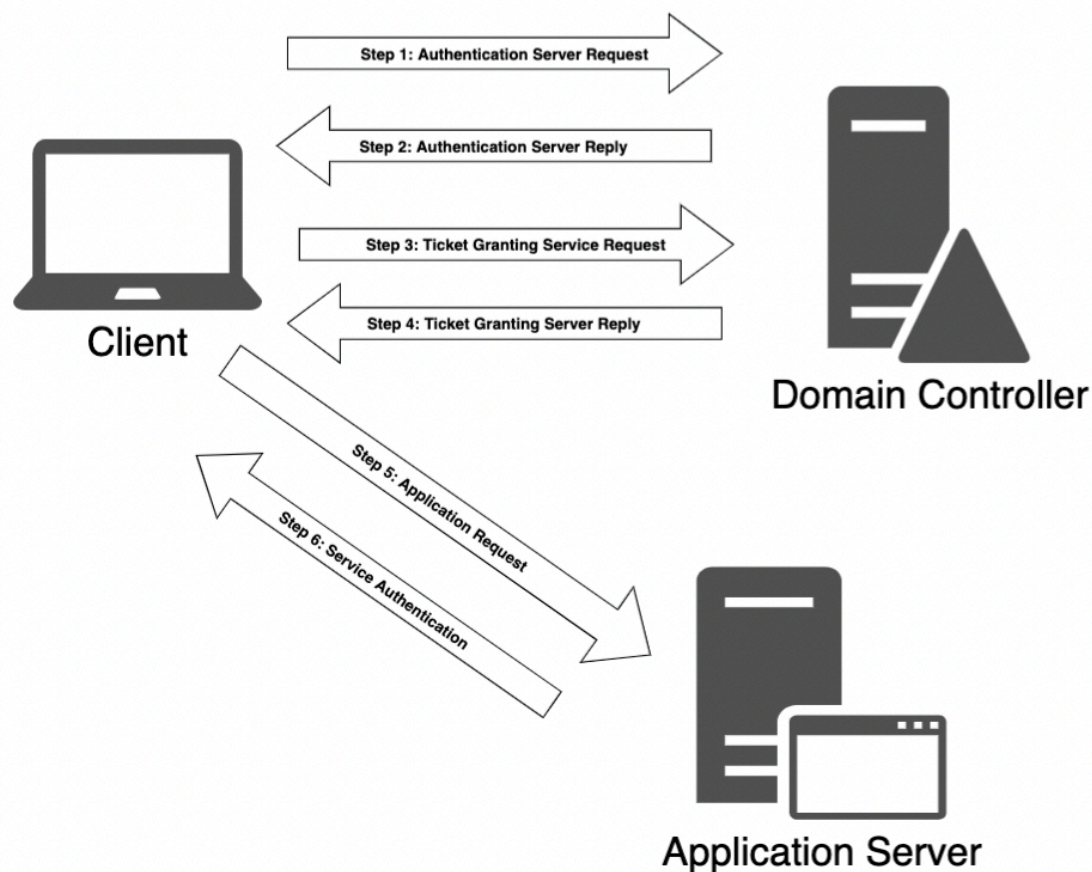 Step 1: Authentication Server Request
Step 2: Authentication Server Reply
Step 3: Ticket Granting Service Request
Step 4: Ticket Granting Server Reply
Client
Domain Controller
Step 5: Application Request
Step 6: Service Authentication
Application Server